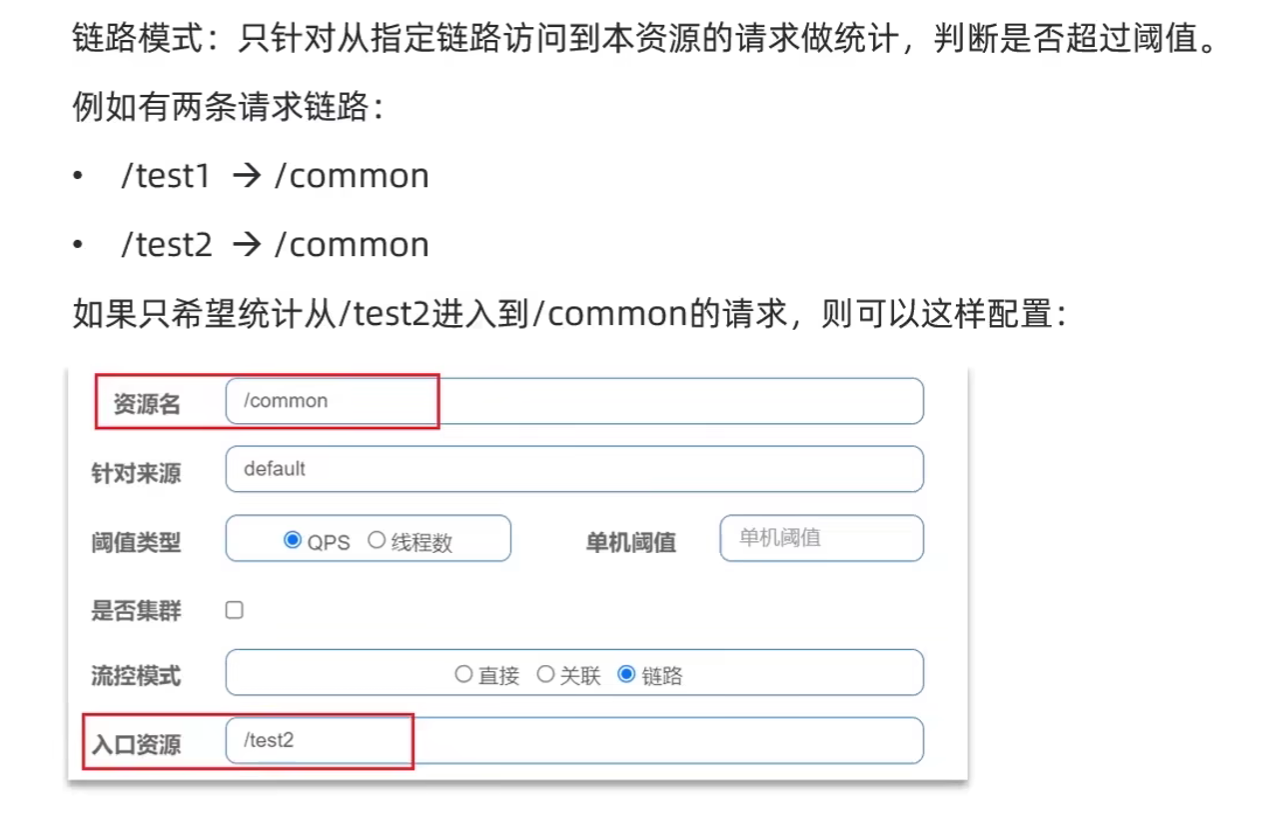 链路模式：只针对从指定链路访问到本资源的请求做统计，判断是否超过阈值。
例如有两条请求链路：
• /test1 → /common
• /test2 → /common
如果只希望统计从/test2进入到/common的请求，则可以这样配置：
资源名 /common
针对来源 default
阈值类型 QPS 线程数 单机阈值 单机阈值
是否集群
流控模式 直接 关联 链路
入口资源 /test2